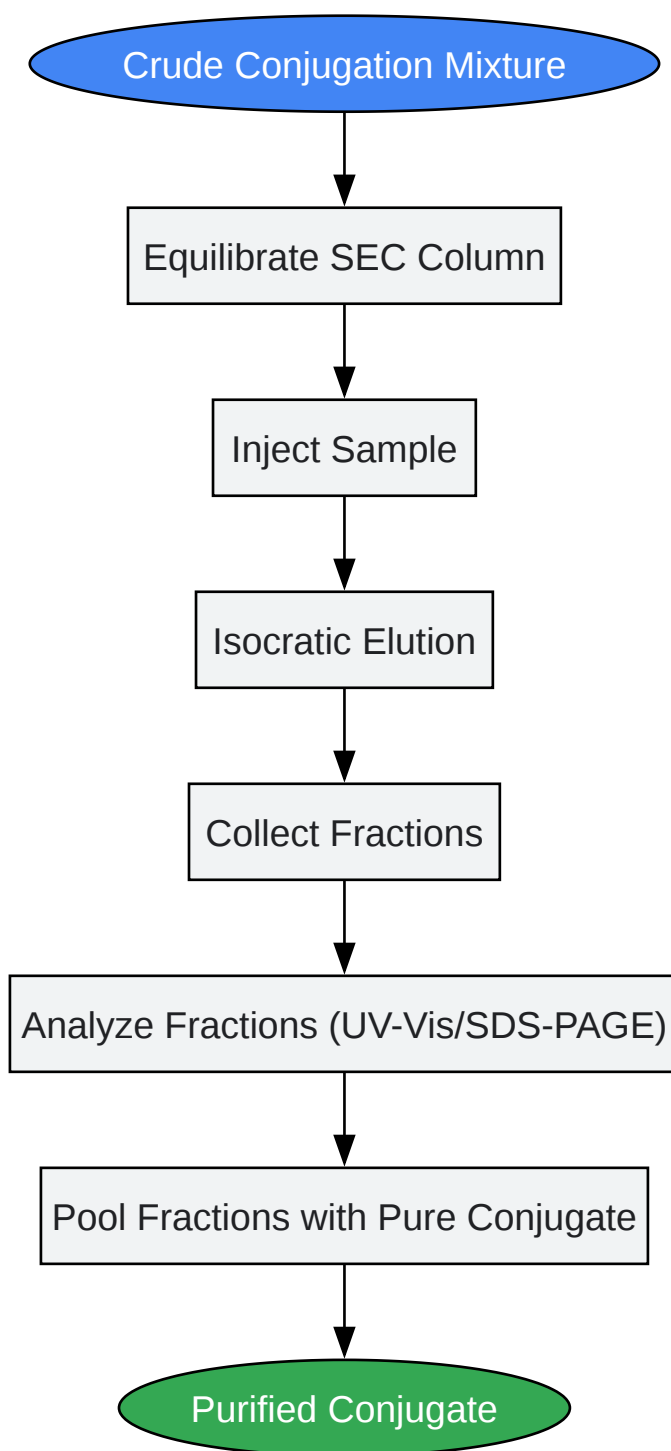 Crude Conjugation Mixture
Equilibrate SEC Column
Inject Sample
Isocratic Elution
Collect Fractions
Analyze Fractions (UV-Vis/SDS-PAGE)
Pool Fractions with Pure Conjugate
Purified Conjugate